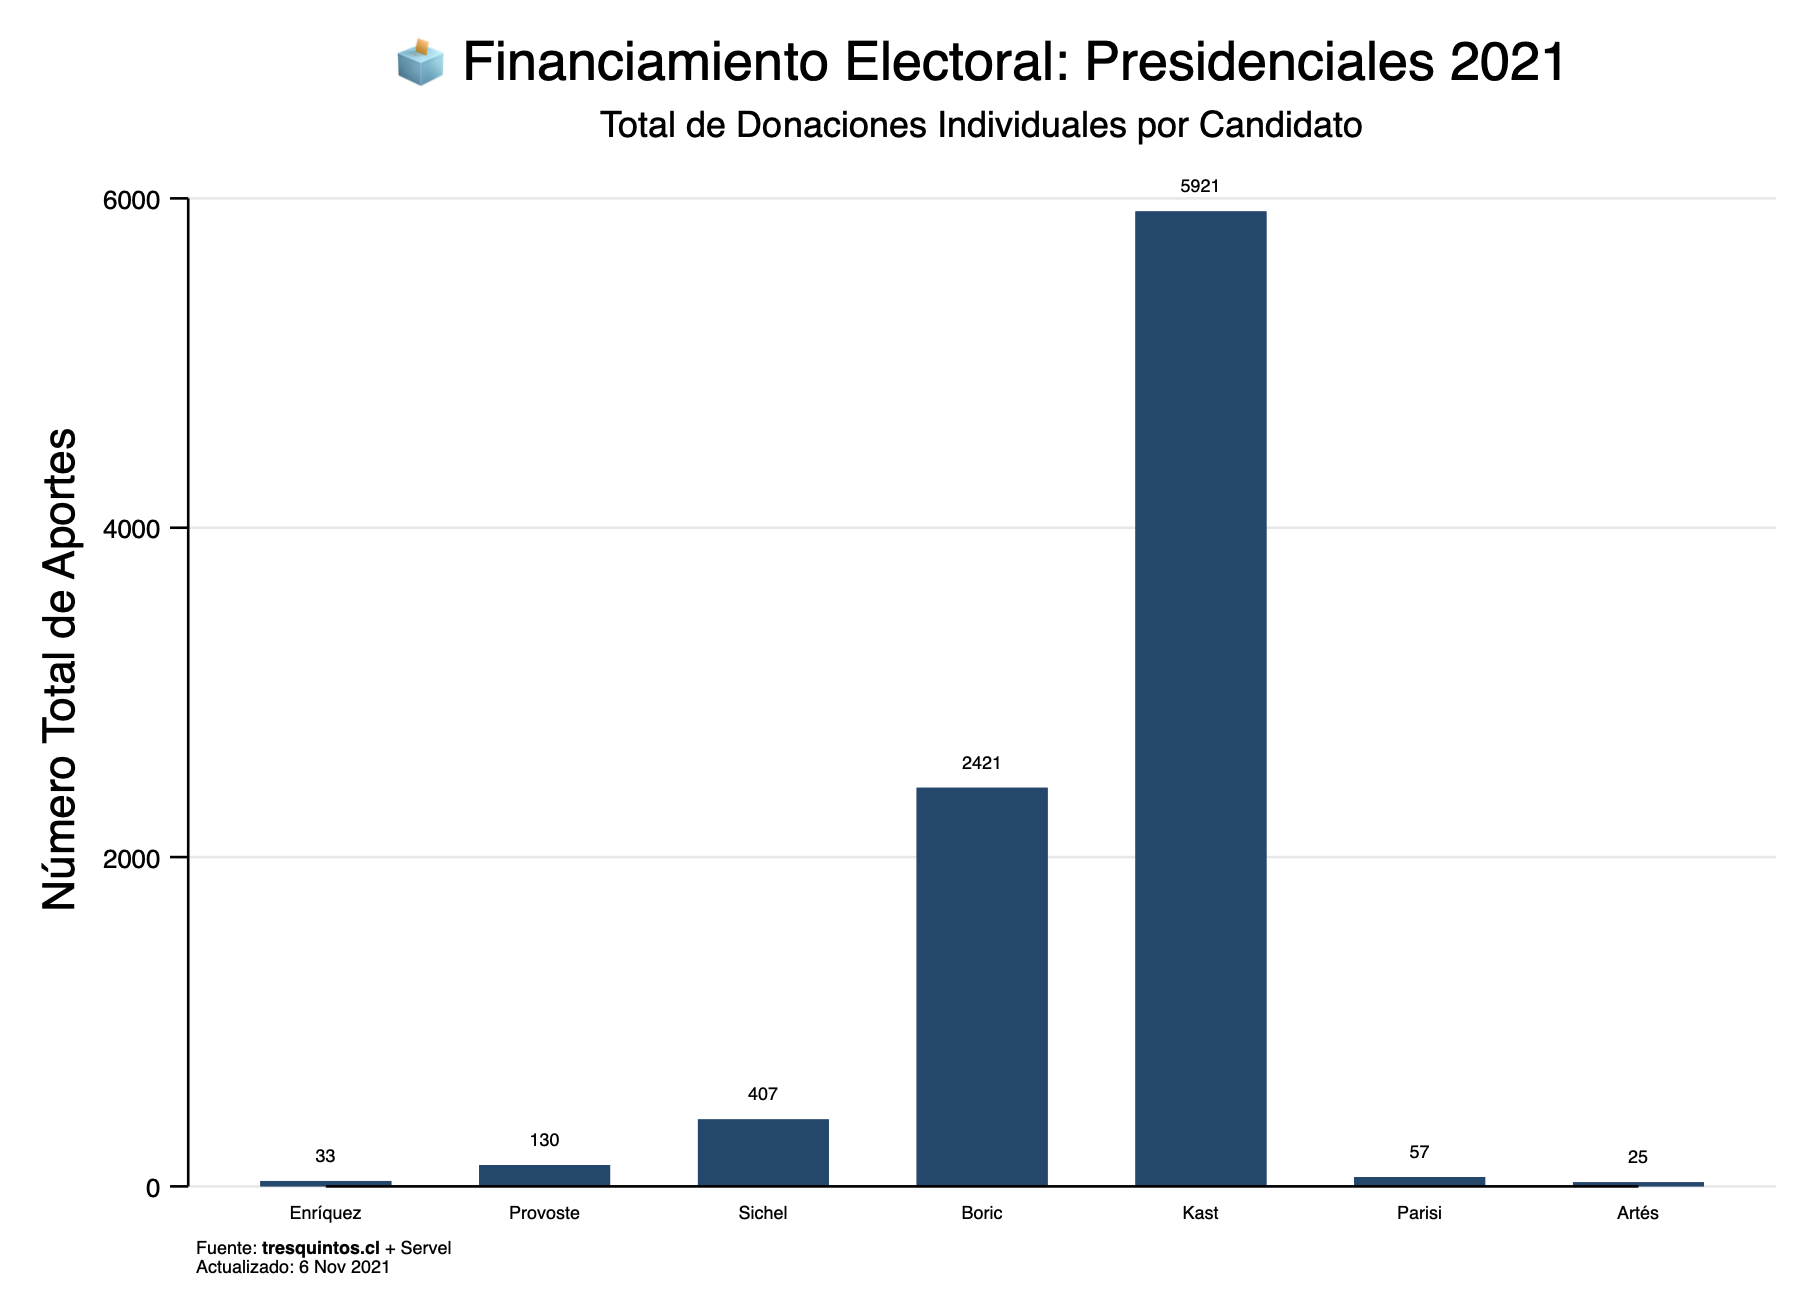 Financiamiento Electoral: Presidenciales 2021
Total de Donaciones Individuales por Candidato
Número Total de Aportes
6000
4000
2000
0
33
130
407
2421
5921
57
25
Enríquez
Provoste
Sichel
Boric
Kast
Parisi
Artés
Fuente: tresquintos.cl + Servel
Actualizado: 6 Nov 2021